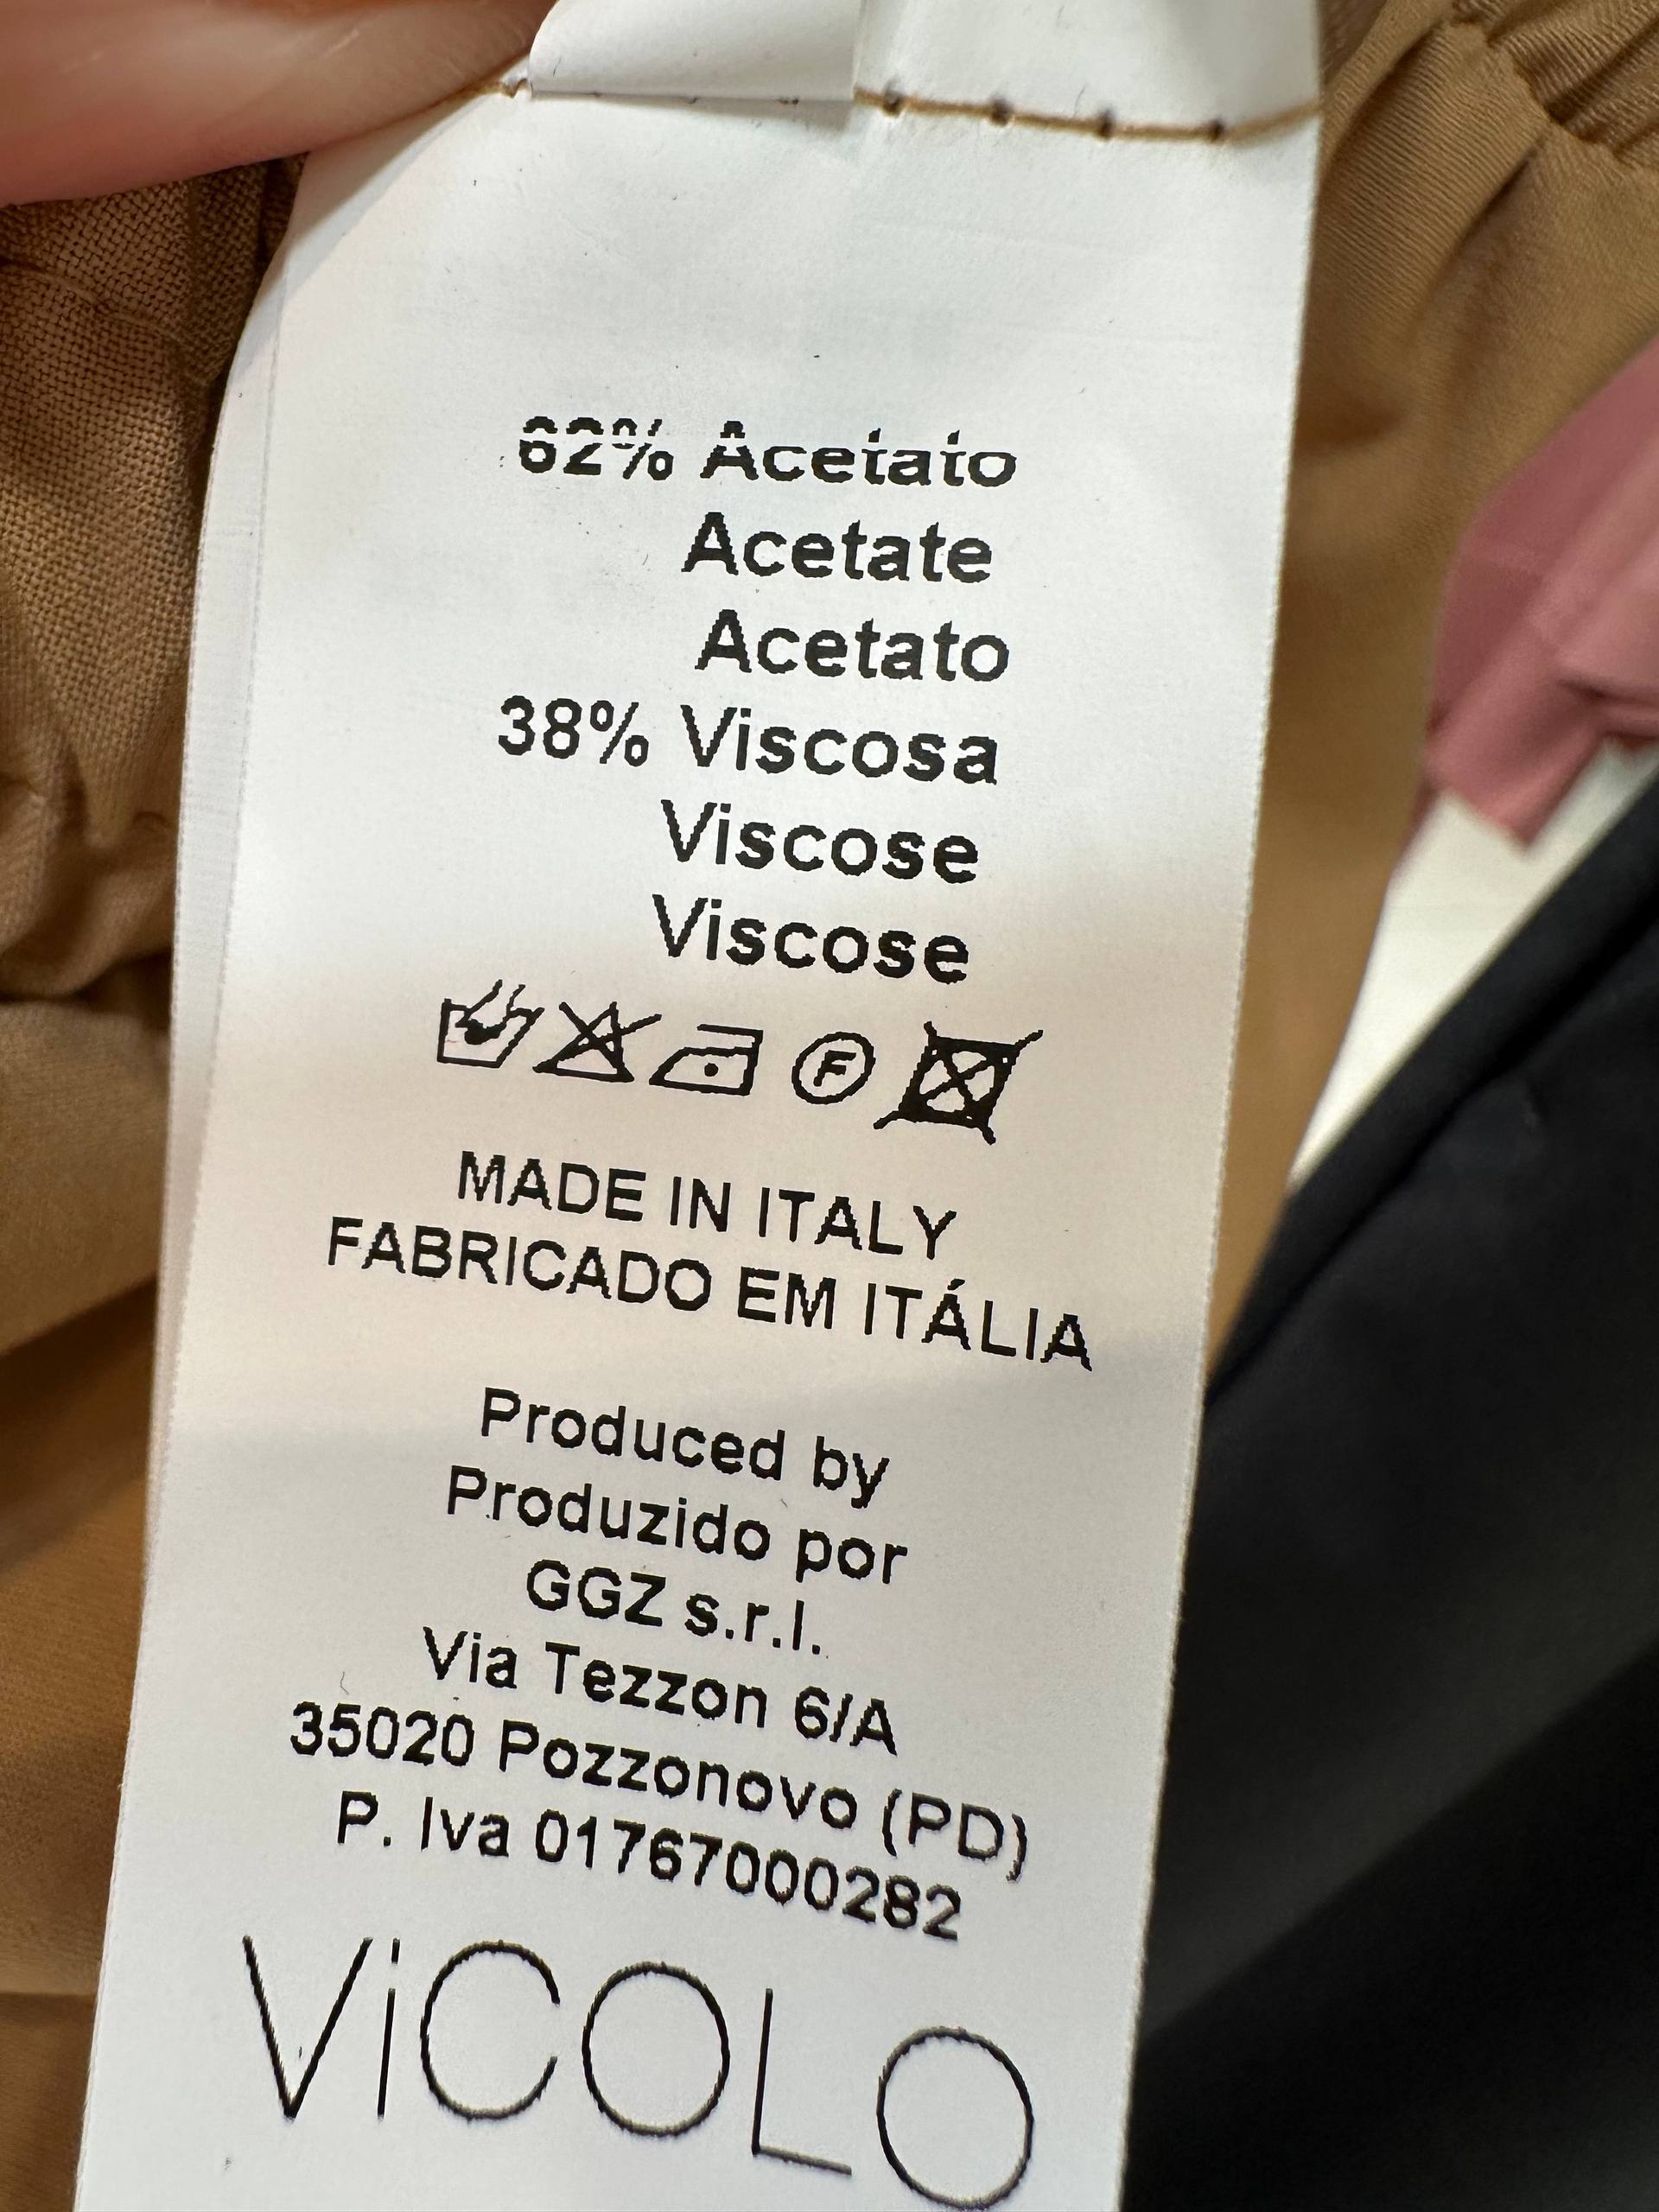 62% Acetato
Acetate
Acetato
38% Viscosa
Viscose
Viscose
F
MADE IN ITALY
FABRICADO EM ITÁLIA
Produced by
Produzido por
GGZ s.r.l.
Via Tezzon 6/A
35020 Pozzonovo (PD)
P. Iva 01767000282
ViCOLO